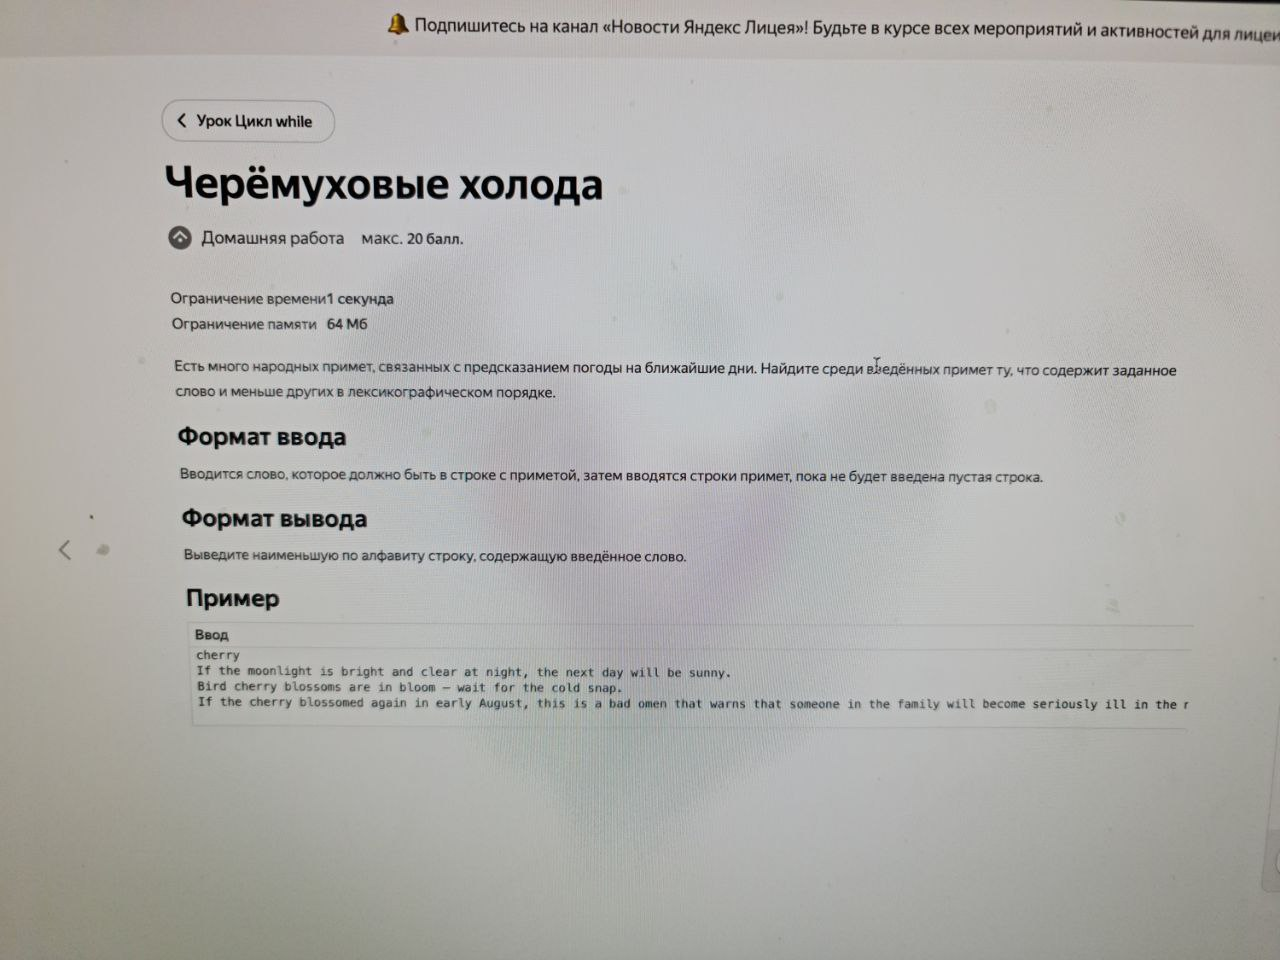 Подпишитесь на канал «Новости Яндекс Лицея»! Будьте в курсе всех мероприятий и активностей для
Урок Цикл while
Черёмуховые холода
Домашняя работа макс. 20 балл.
Ограничение времени1 секунда
Ограничение памяти 64 Мб
Есть много народных примет, связанных с предсказанием погоды на ближайшие дни. Найдите среди введённых примет ту, что содержит заданное
слово и меньше других в лексикографическом порядке.
Формат ввода
Вводится слово, которое должно быть в строке с приметой, затем вводятся строки примет, пока не будет введена пустая строка.
Формат вывода
Выведите наименьшую по алфавиту строку, содержащую введённое слово.
Пример
Ввод
cherry
If the moonlight is bright and clear at night, the next day will be sunny.
Bird cherry blossoms are in bloom – wait for the cold snap.
If the cherry blossomed again in early August, this is a bad omen that warns that someone in the family will become seriously ill in the